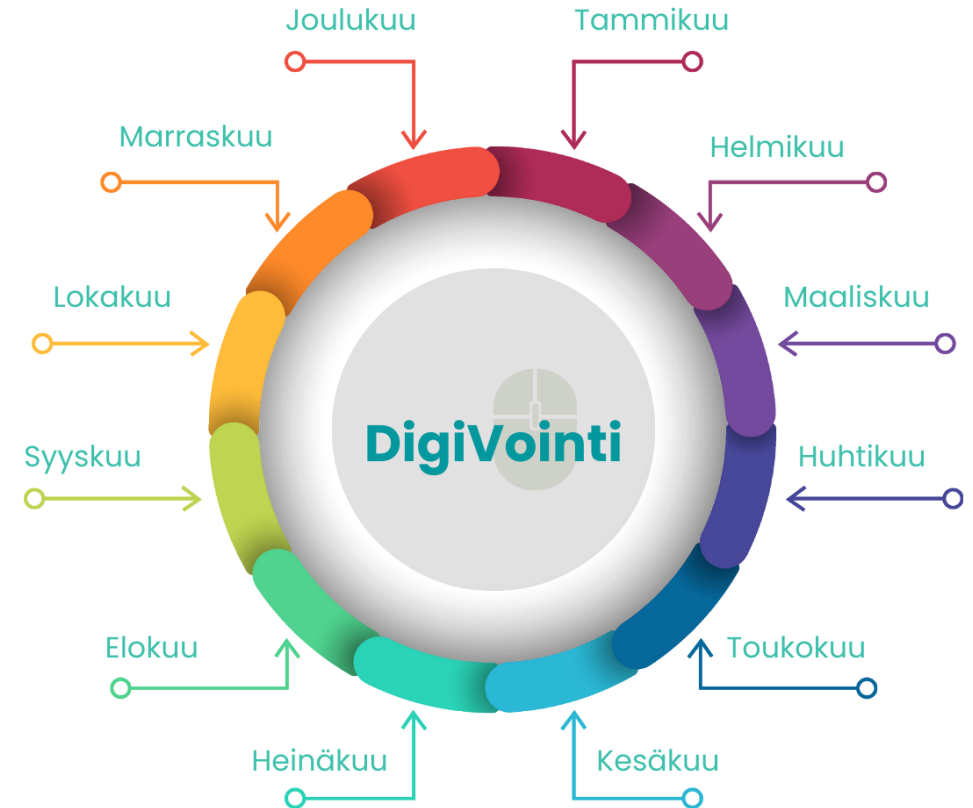 Joulukuu
Tammikuu
Marraskuu
Helmikuu
Lokakuu
Maaliskuu
DigiVointi
Syyskuu
Huhtikuu
Elokuu
Toukokuu
Heinäkuu
Kesäkuu